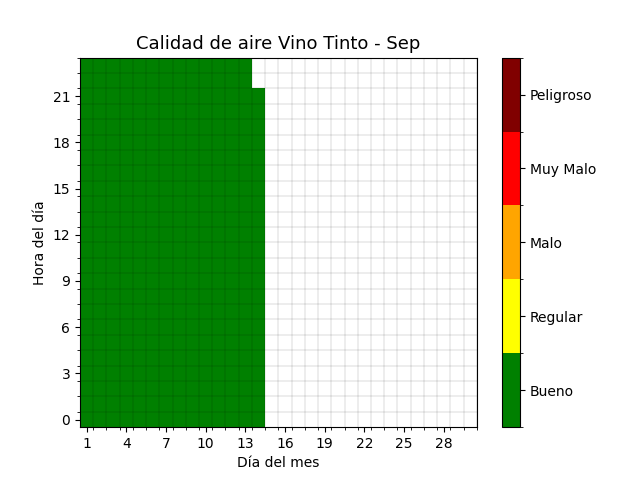 Calidad de aire Vino Tinto - Sep
Peligroso
Muy Malo
Malo
Regular
Bueno
Hora del día
21
18
15
12
9
6
3
0
1 4 7 10 13 16 19 22 25 28
Día del mes